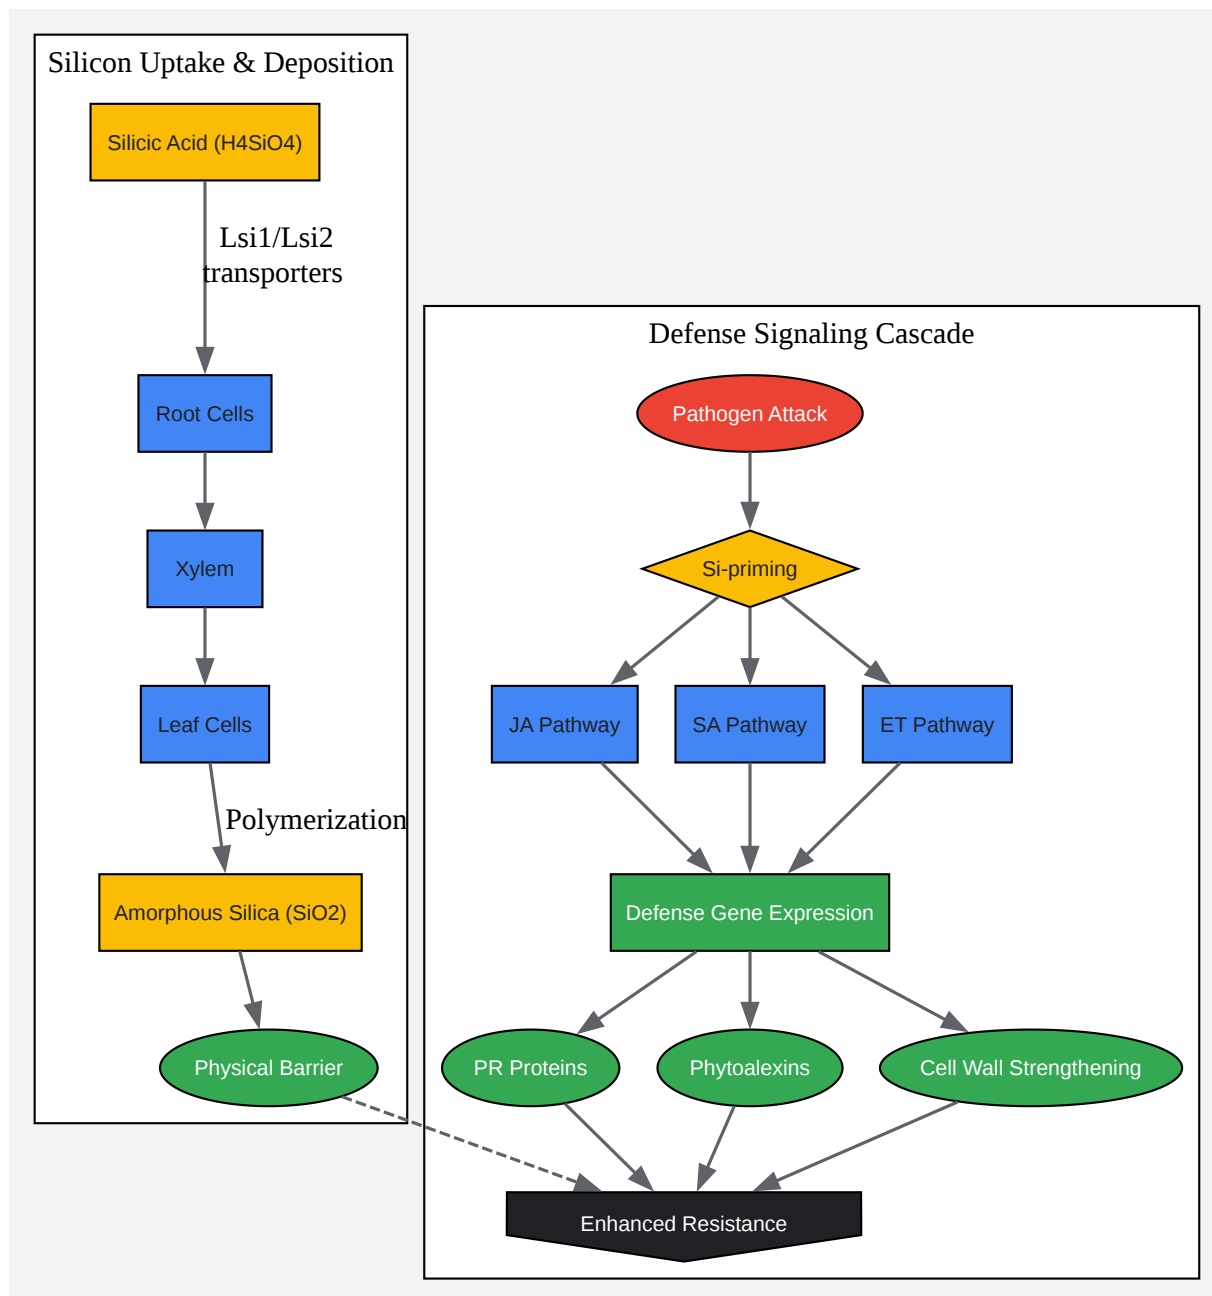 Silicon Uptake & Deposition
Silicic Acid (H4SiO4)
Lsi1/Lsi2
transporters
Root Cells
Xylem
Leaf Cells
Polymerization
Amorphous Silica (SiO2)
Physical Barrier
Defense Signaling Cascade
Pathogen Attack
Si-priming
JA Pathway
SA Pathway
ET Pathway
Defense Gene Expression
PR Proteins
Phytoalexins
Cell Wall Strengthening
Enhanced Resistance